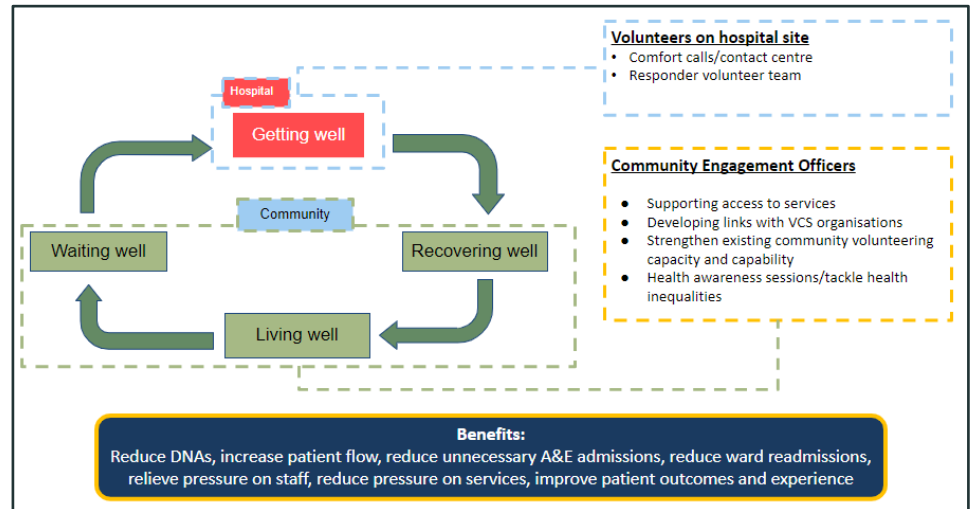 Hospital
Getting well
Community
Waiting well
Recovering well
Living well
Volunteers on hospital site
• Comfort calls/contact centre
• Responder volunteer team
Community Engagement Officers
● Supporting access to services
● Developing links with VCS organisations
● Strengthen existing community volunteering
capacity and capability
● Health awareness sessions/tackle health
inequalities
Benefits:
Reduce DNAs, increase patient flow, reduce unnecessary A&E admissions, reduce ward readmissions,
relieve pressure on staff, reduce pressure on services, improve patient outcomes and experience